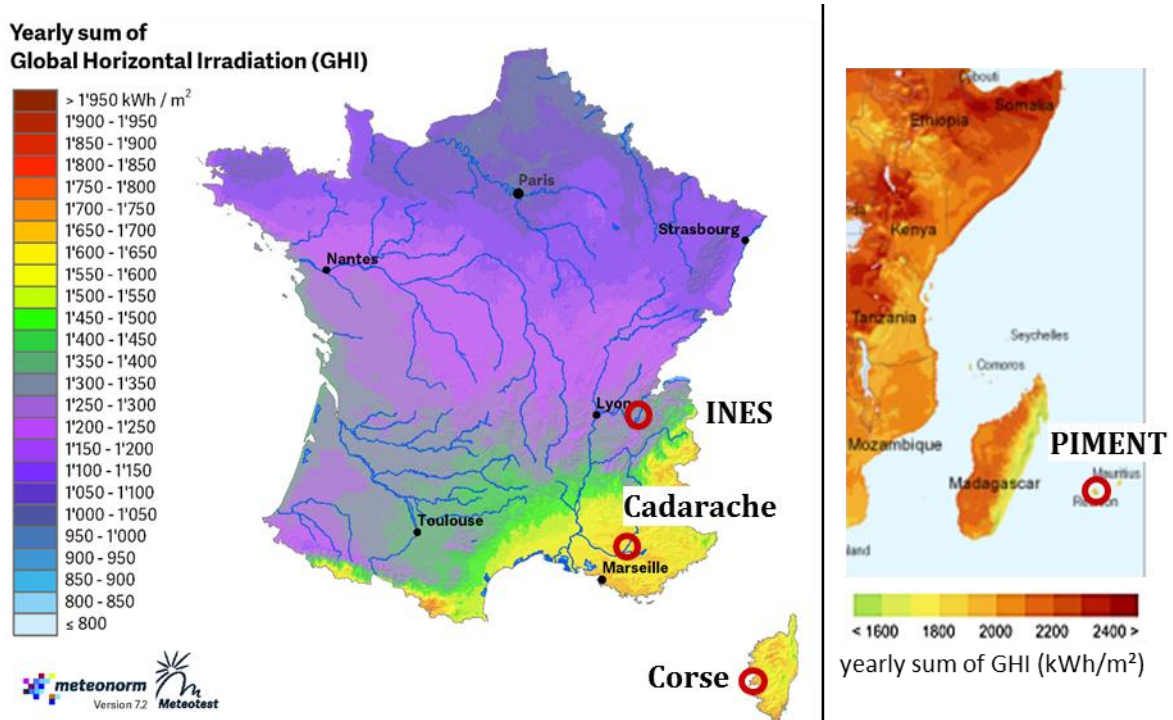 Yearly sum of
Global Horizontal Irradiation (GHI)
> 1'950 kWh / m²
1'900 - 1'950
1'850 - 1'900
1'800 - 1'850
1'750 - 1'800
1'700 - 1'750
1'650 - 1'700
1'600 - 1'650
1'550 - 1'600
1'500 - 1'550
1'450 - 1'500
1'400 - 1'450
1'350 - 1'400
1'300 - 1'350
1'250 - 1'300
1'200 - 1'250
1'150 - 1'200
1'100 - 1'150
1'050 - 1'100
1'000 - 1'050
950 - 1'000
900 - 950
850 - 900
800 - 850
≤ 800
meteonorm
Version 7.2
Meteotest
Paris
Strasbourg
Nantes
Lyon
INES
Cadarache
Toulouse
Marseille
Corse
Somalia
Ethiopia
Kenya
Tanzania
Seychelles
Comoros
Mozambique
PIMENT
Madagascar
Mauritius
< 1600 1800 2000 2200 2400 >
yearly sum of GHI (kWh/m²)